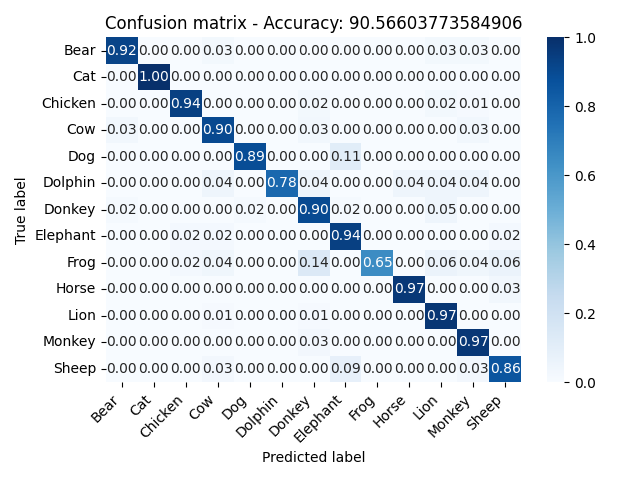 Confusion matrix - Accuracy: 90.56603773584906
Bear 0.92 0.00 0.00 0.03 0.00 0.00 0.00 0.00 0.00 0.00 0.03 0.03 0.00
Cat 0.00 1.00 0.00 0.00 0.00 0.00 0.00 0.00 0.00 0.00 0.00 0.00 0.00
Chicken 0.00 0.00 0.94 0.00 0.00 0.00 0.02 0.00 0.00 0.00 0.02 0.01 0.00
Cow 0.03 0.00 0.00 0.90 0.00 0.00 0.03 0.00 0.00 0.00 0.00 0.03 0.00
Dog 0.00 0.00 0.00 0.00 0.89 0.00 0.00 0.11 0.00 0.00 0.00 0.00 0.00
Dolphin 0.00 0.00 0.00 0.04 0.00 0.78 0.04 0.00 0.00 0.04 0.04 0.04 0.00
Donkey 0.02 0.00 0.00 0.00 0.02 0.00 0.90 0.02 0.00 0.00 0.05 0.00 0.00
Elephant 0.00 0.00 0.02 0.02 0.00 0.00 0.00 0.94 0.00 0.00 0.00 0.00 0.02
Frog 0.00 0.00 0.02 0.04 0.00 0.00 0.14 0.00 0.65 0.00 0.06 0.04 0.06
Horse 0.00 0.00 0.00 0.00 0.00 0.00 0.00 0.00 0.00 0.97 0.00 0.00 0.03
Lion 0.00 0.00 0.00 0.01 0.00 0.00 0.01 0.00 0.00 0.00 0.97 0.00 0.00
Monkey 0.00 0.00 0.00 0.00 0.00 0.00 0.03 0.00 0.00 0.00 0.00 0.97 0.00
Sheep 0.00 0.00 0.00 0.03 0.00 0.00 0.00 0.09 0.00 0.00 0.00 0.03 0.86
Bear Cat Chicken Cow Dog Dolphin Donkey Elephant Frog Horse Lion Monkey Sheep
Predicted label
True label
1.0
0.8
0.6
0.4
0.2
0.0